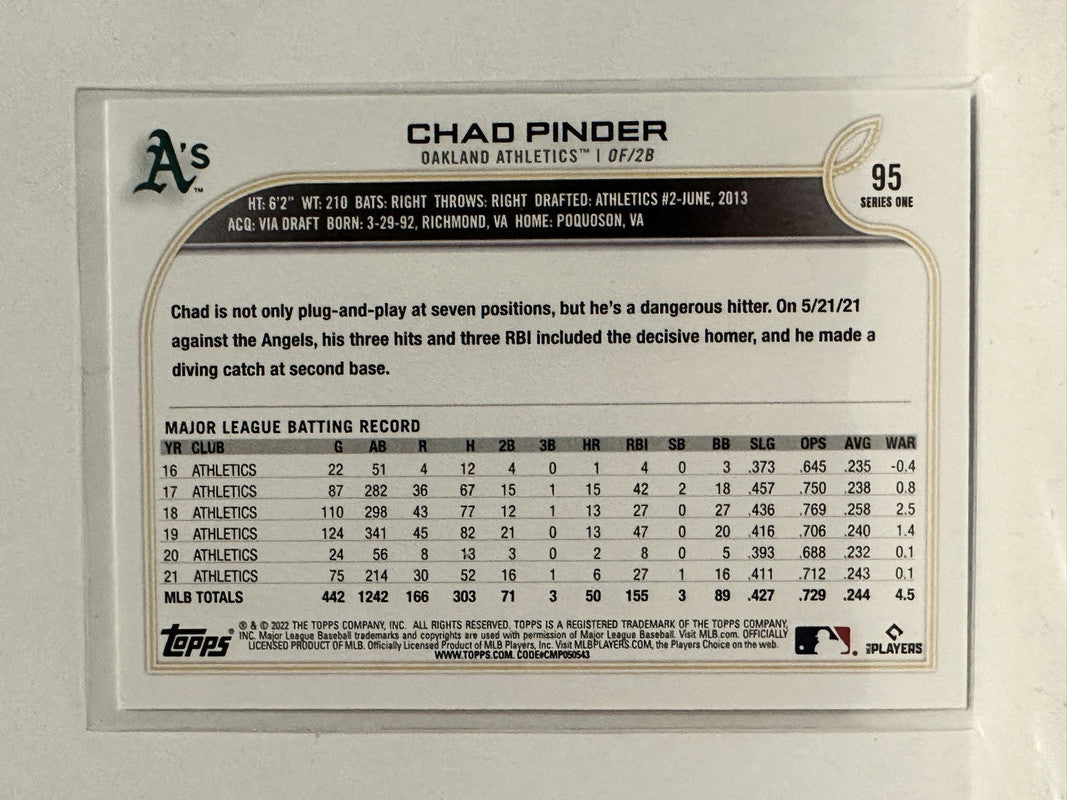 A's™
CHAD PINDER
OAKLAND ATHLETICS™ | OF/2B
95
SERIES ONE
HT: 6'2" WT: 210 BATS: RIGHT THROWS: RIGHT DRAFTED: ATHLETICS #2-JUNE, 2013
ACQ: VIA DRAFT BORN: 3-29-92, RICHMOND, VA HOME: POQUOSON, VA
Chad is not only plug-and-play at seven positions, but he's a dangerous hitter. On 5/21/21
against the Angels, his three hits and three RBI included the decisive homer, and he made a
diving catch at second base.
MAJOR LEAGUE BATTING RECORD
YR CLUB G AB R H 2B 3B HR RBI SB BB SLG OPS AVG WAR
16 ATHLETICS 22 51 4 12 4 0 1 4 0 3 .373 .645 .235 -0.4
17 ATHLETICS 87 282 36 67 15 1 15 42 2 18 .457 .750 .238 0.8
18 ATHLETICS 110 298 43 77 12 1 13 27 0 27 .436 .769 .258 2.5
19 ATHLETICS 124 341 45 82 21 0 13 47 0 20 .416 .706 .240 1.4
20 ATHLETICS 24 56 8 13 3 0 2 8 0 5 .393 .688 .232 0.1
21 ATHLETICS 75 214 30 52 16 1 6 27 1 16 .411 .712 .243 0.1
MLB TOTALS 442 1242 166 303 71 3 50 155 3 89 .427 .729 .244 4.5
topps®
® & © 2022 THE TOPPS COMPANY, INC. ALL RIGHTS RESERVED. TOPPS IS A REGISTERED TRADEMARK OF THE TOPPS COMPANY,
INC. Major League Baseball trademarks and copyrights are used with permission of Major League Baseball. Visit MLB.com. OFFICIALLY
LICENSED PRODUCT OF MLB. Officially Licensed Product of MLB Players, Inc. Visit MLBPLAYERS.COM, the Players Choice on the web.
WWW.TOPPS.COM. CODE#CMP050543
MLBPLAYERS